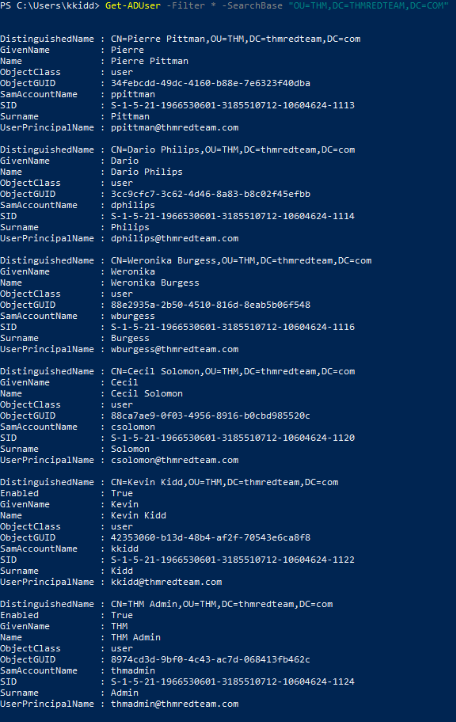 PS C:\Users\kkidd> Get-ADUser -Filter * -SearchBase "OU=THM,DC=THMREDTEAM,DC=COM"
DistinguishedName : CN=Pierre Pittman,OU=THM,DC=thmredteam,DC=com
GivenName : Pierre
Name : Pierre Pittman
ObjectClass : user
ObjectGUID : 34febcdd-49dc-4160-b88e-7e6323f40dba
SamAccountName : ppittman
SID : S-1-5-21-1966530601-3185510712-10604624-1113
Surname : Pittman
UserPrincipalName : ppittman@thmredteam.com
DistinguishedName : CN=Dario Philips,OU=THM,DC=thmredteam,DC=com
GivenName : Dario
Name : Dario Philips
ObjectClass : user
ObjectGUID : 3cc9cfc7-3c62-4d46-8a83-b8c02f45efbb
SamAccountName : dphilips
SID : S-1-5-21-1966530601-3185510712-10604624-1114
Surname : Philips
UserPrincipalName : dphilips@thmredteam.com
DistinguishedName : CN=Weronika Burgess,OU=THM,DC=thmredteam,DC=com
GivenName : Weronika
Name : Weronika Burgess
ObjectClass : user
ObjectGUID : 88e2935a-2b50-4510-816d-8eab5b06f548
SamAccountName : wburgess
SID : S-1-5-21-1966530601-3185510712-10604624-1116
Surname : Burgess
UserPrincipalName : wburgess@thmredteam.com
DistinguishedName : CN=Cecil Solomon,OU=THM,DC=thmredteam,DC=com
GivenName : Cecil
Name : Cecil Solomon
ObjectClass : user
ObjectGUID : 88ca7ae9-0f03-4956-8916-b0cbd985520c
SamAccountName : csolomon
SID : S-1-5-21-1966530601-3185510712-10604624-1120
Surname : Solomon
UserPrincipalName : csolomon@thmredteam.com
DistinguishedName : CN=Kevin Kidd,OU=THM,DC=thmredteam,DC=com
Enabled : True
GivenName : Kevin
Name : Kevin Kidd
ObjectClass : user
ObjectGUID : 42353060-b13d-48b4-af2f-70543e6ca8f8
SamAccountName : kkidd
SID : S-1-5-21-1966530601-3185510712-10604624-1122
Surname : Kidd
UserPrincipalName : kkidd@thmredteam.com
DistinguishedName : CN=THM Admin,OU=THM,DC=thmredteam,DC=com
Enabled : True
GivenName : THM
Name : THM Admin
ObjectClass : user
ObjectGUID : 8974cd3d-9bf0-4c43-ac7d-068413fb462c
SamAccountName : thmadmin
SID : S-1-5-21-1966530601-3185510712-10604624-1124
Surname : Admin
UserPrincipalName : thmadmin@thmredteam.com